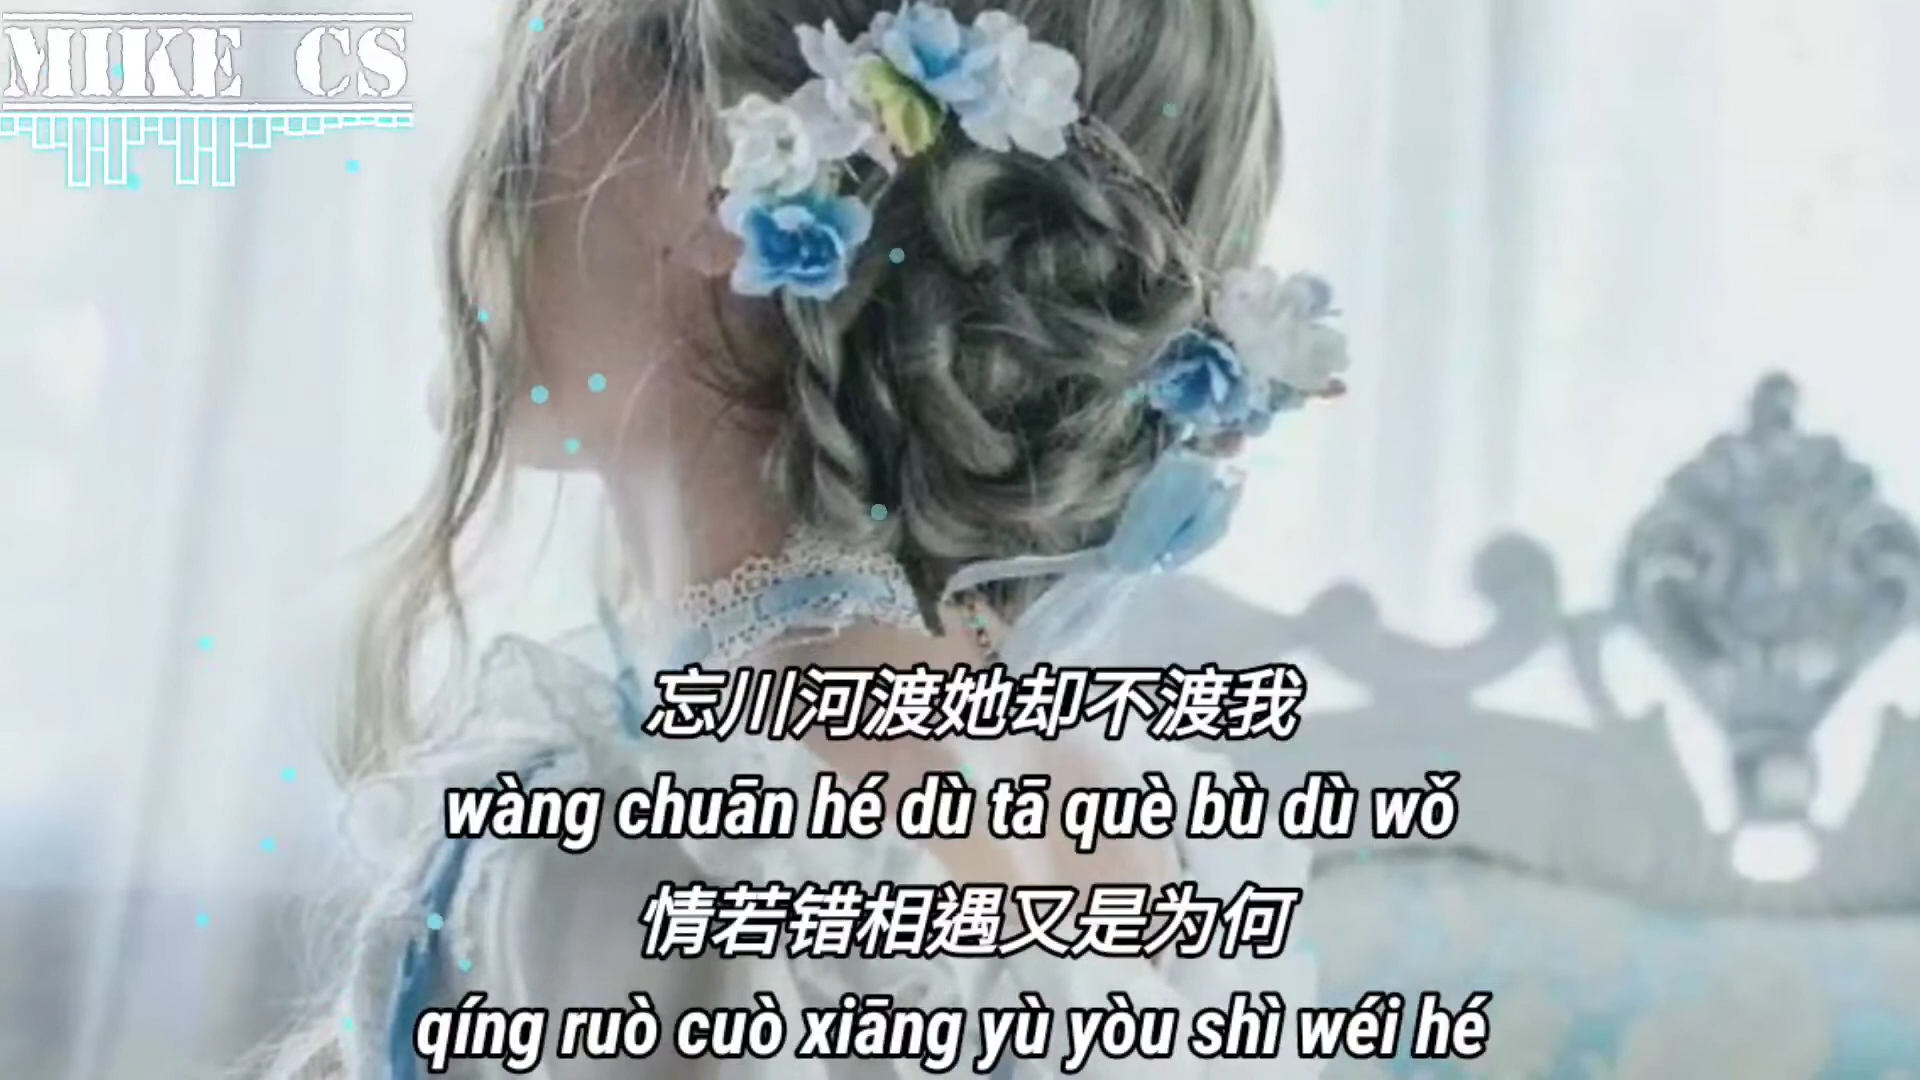 MIKE CS
忘川河渡她却不渡我
wàng chuān hé dù tā què bù dù wǒ
情若错相遇又是为何
qíng ruò cuò xiāng yù yòu shì wéi hé